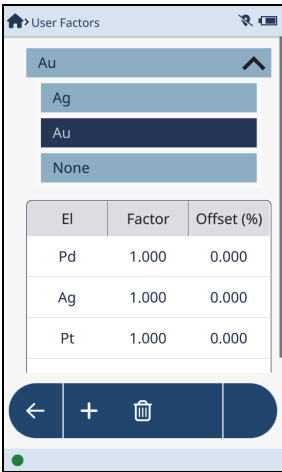 User Factors
Au
Ag
Au
None
El Factor Offset (%)
Pd 1.000 0.000
Ag 1.000 0.000
Pt 1.000 0.000